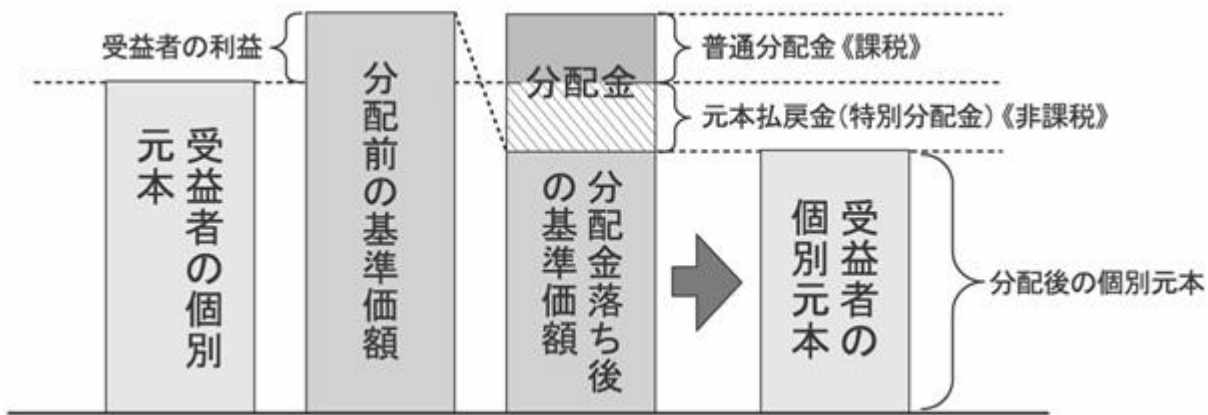 受益者の利益
受益者の個別
元本
分配前の基準価額
分配金
分配金落ち後
の基準価額
普通分配金《課税》
元本払戻金(特別分配金)《非課税》
受益者の
個別元本
分配後の個別元本